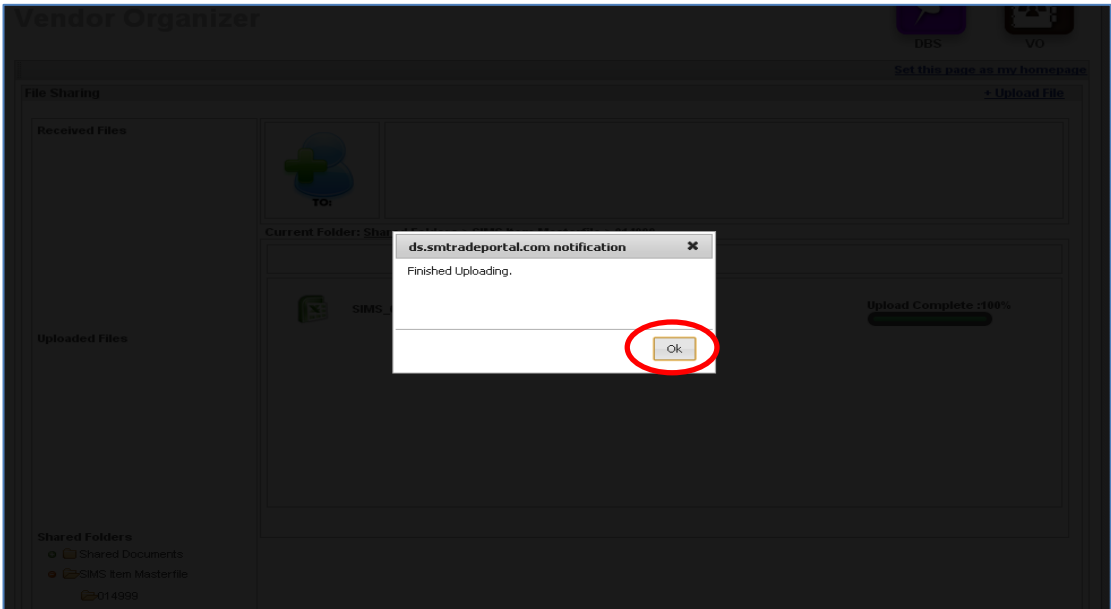 Vendor Organizer
DBS
VO
Set this page as my homepage
File Sharing
+ Upload File
Received Files
TO:
Current Folder: Shared Folders
ds.smtradeportal.com notification
Finished Uploading.
Ok
SIMS_
Upload Complete :100%
Uploaded Files
Shared Folders
Shared Documents
SIMS Item Masterfile
014999